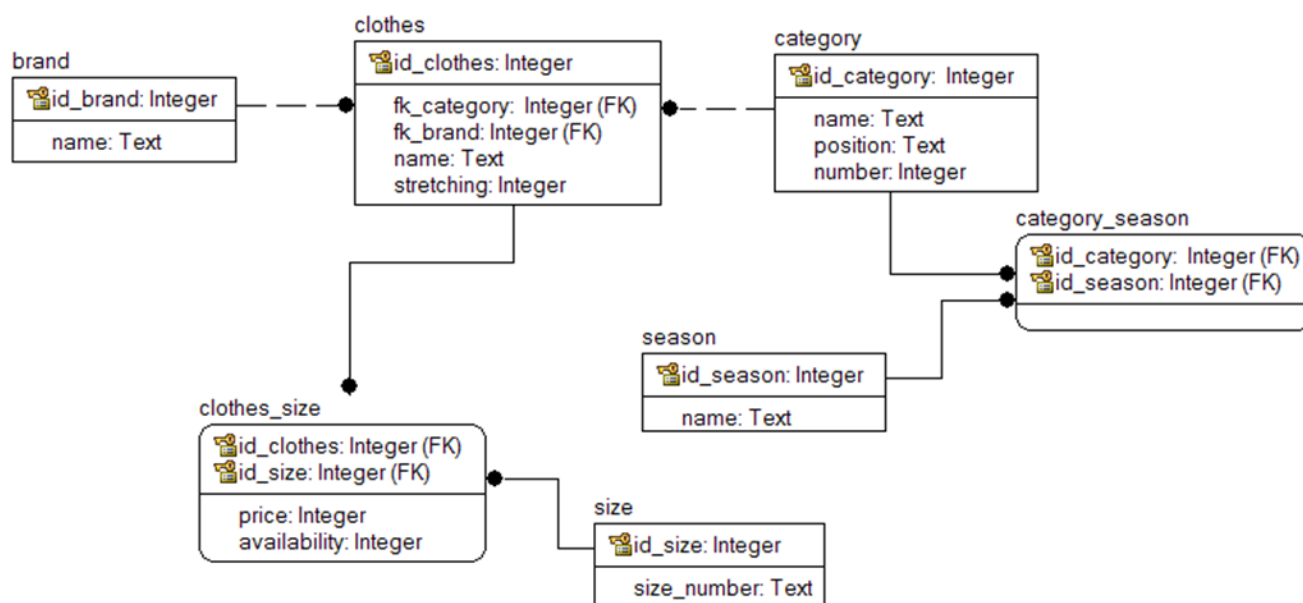 brand
id_brand: Integer
name: Text
clothes
id_clothes: Integer
fk_category: Integer (FK)
fk_brand: Integer (FK)
name: Text
stretching: Integer
category
id_category: Integer
name: Text
position: Text
number: Integer
category_season
id_category: Integer (FK)
id_season: Integer (FK)
season
id_season: Integer
name: Text
clothes_size
id_clothes: Integer (FK)
id_size: Integer (FK)
price: Integer
availability: Integer
size
id_size: Integer
size_number: Text